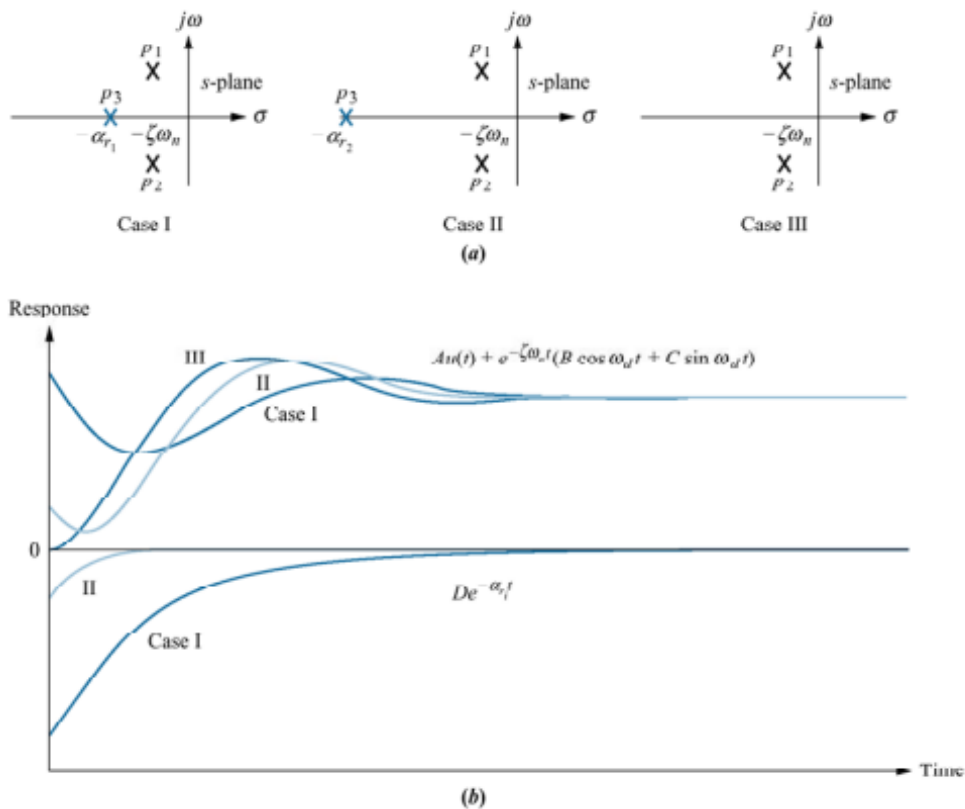 jω jω jω
p1 p1 p1
s-plane s-plane s-plane
p3 p3
σ σ σ
−αr1 −ζωn −αr2 −ζωn −ζωn
p2 p2 p2
Case I Case II Case III
(a)
Response
III
Au(t) + e−ζωnt(B cos ωdt + C sin ωdt)
II
Case I
0
II
De−αrit
Case I
Time
(b)